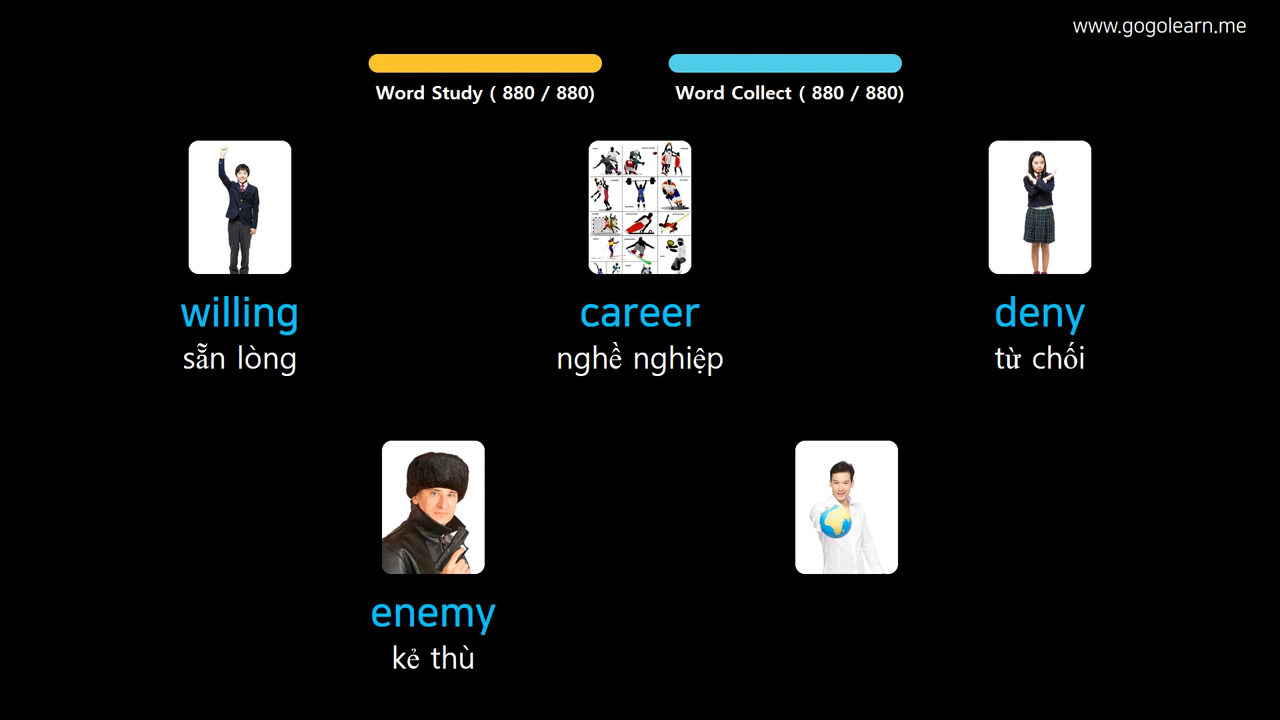 www.gogolearn.me
Word Study ( 880 / 880)
Word Collect ( 880 / 880)
willing
sẵn lòng
career
nghề nghiệp
deny
từ chối
enemy
kẻ thù